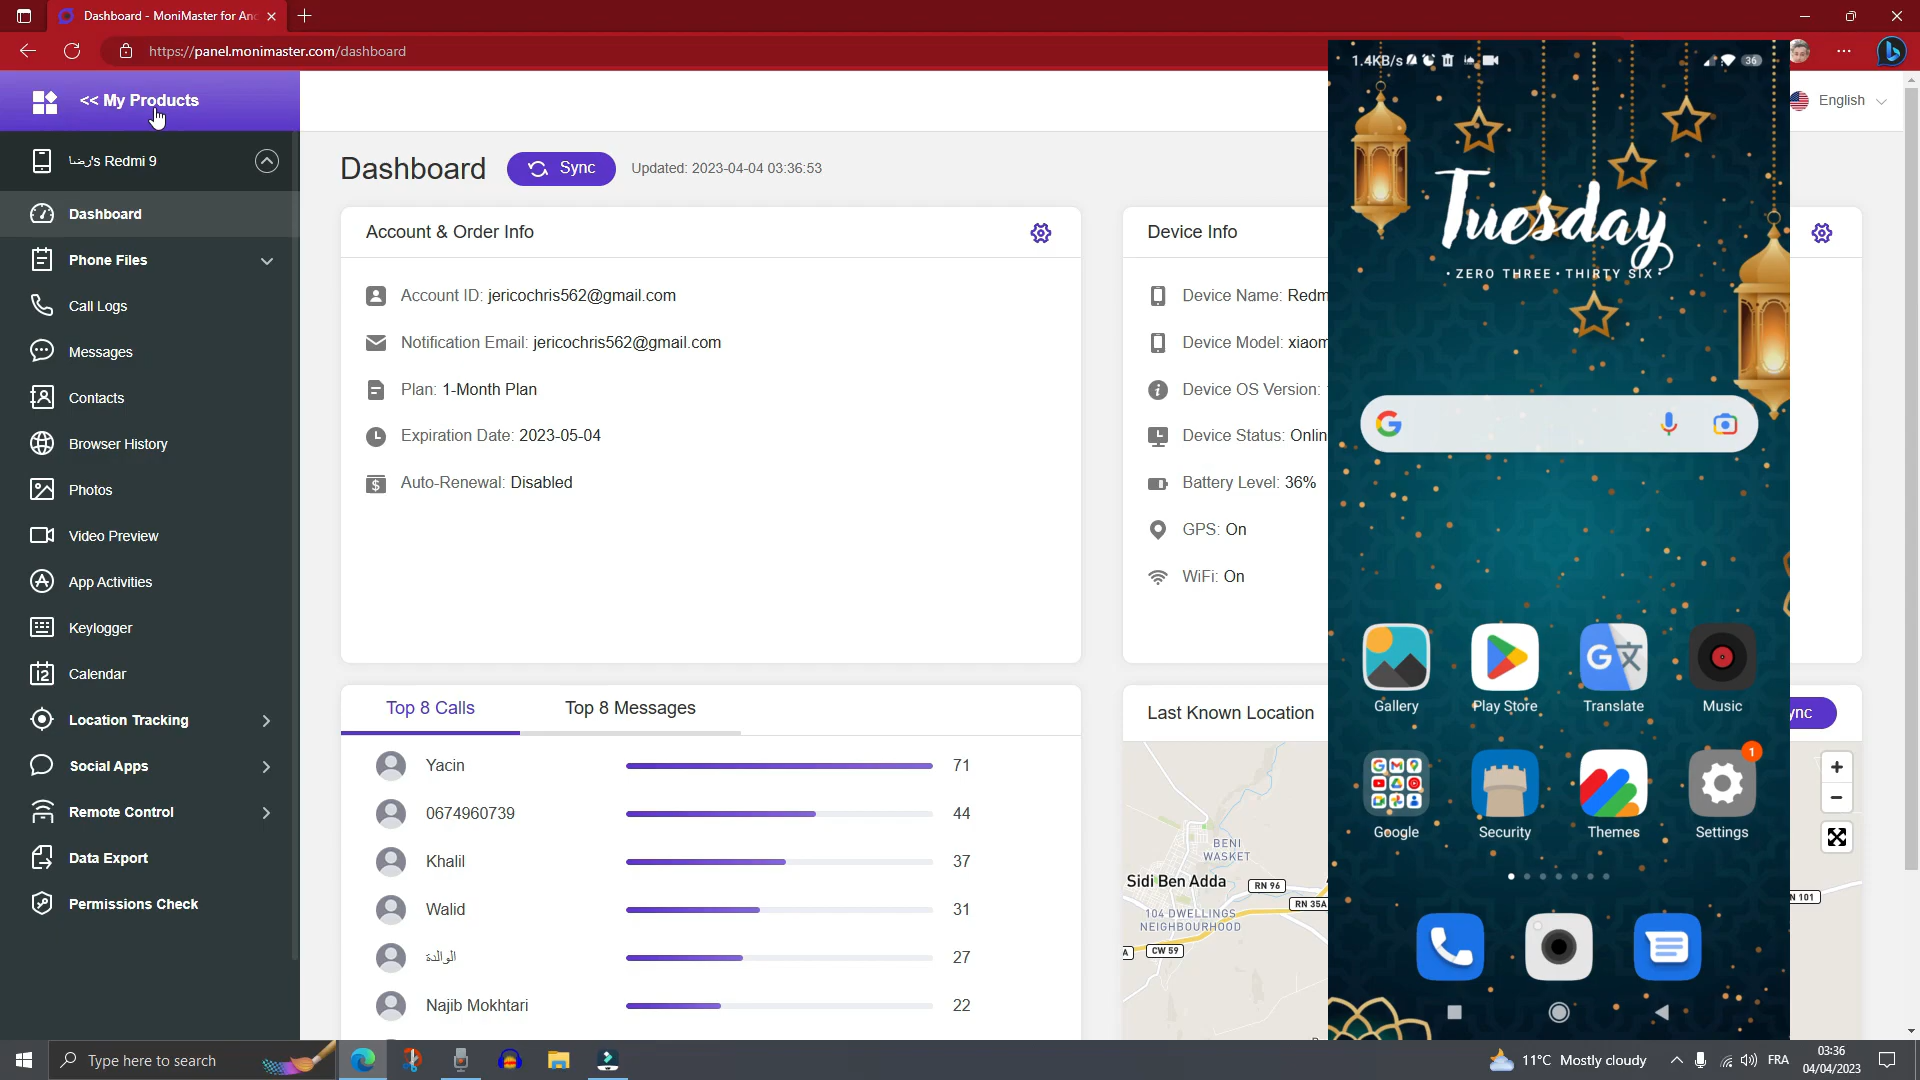 Dashboard - MoniMaster for An
https://panel.monimaster.com/dashboard
<< My Products
رضا's Redmi 9
Dashboard
Phone Files
Call Logs
Messages
Contacts
Browser History
Photos
Video Preview
App Activities
Keylogger
Calendar
Location Tracking
Social Apps
Remote Control
Data Export
Permissions Check
English
Dashboard
Sync
Updated: 2023-04-04 03:36:53
Account & Order Info
Account ID: jericochris562@gmail.com
Notification Email: jericochris562@gmail.com
Plan: 1-Month Plan
Expiration Date: 2023-05-04
Auto-Renewal: Disabled
Device Info
Device Name: Redm
Device Model: xiaom
Device OS Version:
Device Status: Onlin
Battery Level: 36%
GPS: On
WiFi: On
Top 8 Calls
Top 8 Messages
Yacin 71
0674960739 44
Khalil 37
Walid 31
الوالدة 27
Najib Mokhtari 22
Last Known Location
ync
BENI
WASKET
Sidi Ben Adda
RN 96
RN 35A
104 DWELLINGS
NEIGHBOURHOOD
A
CW 59
N 101
+
−
1.4KB/s
36
Tuesday
· ZERO THREE · THIRTY SIX ·
Gallery
Play Store
Translate
Music
1
Google
Security
Themes
Settings
Type here to search
11°C Mostly cloudy
FRA
03:36
04/04/2023